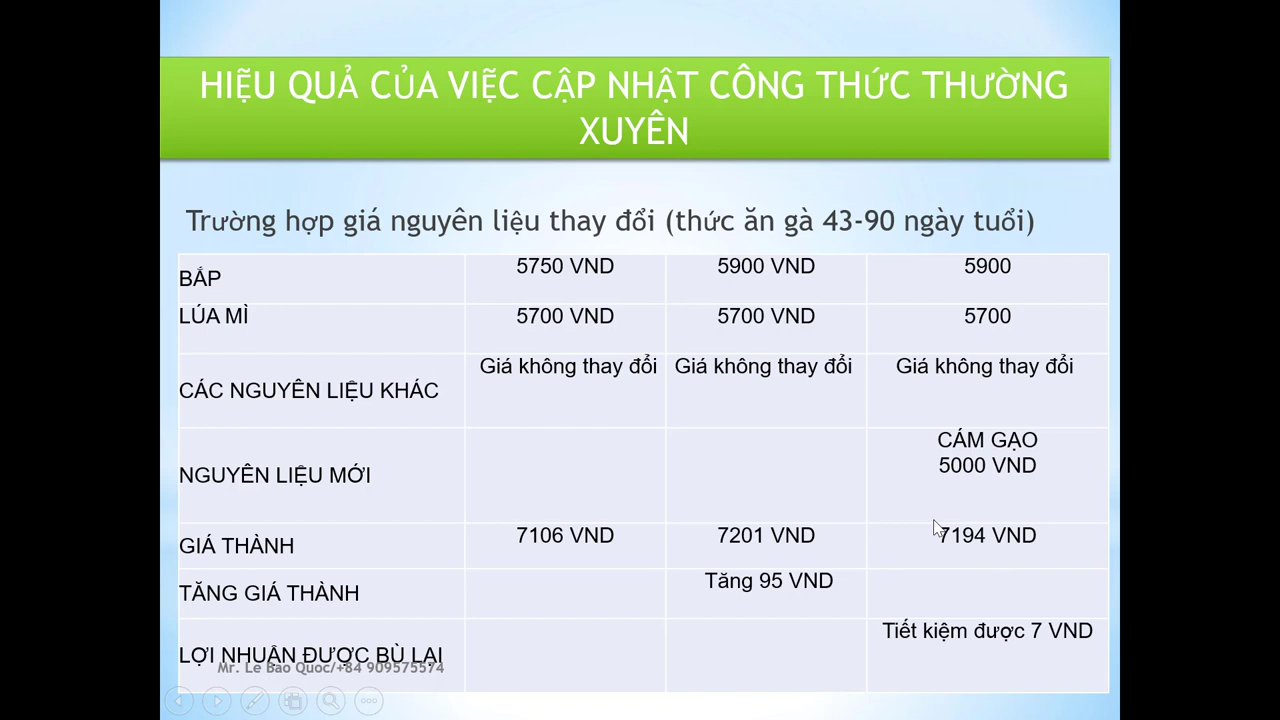 HIỆU QUẢ CỦA VIỆC CẬP NHẬT CÔNG THỨC THƯỜNG
XUYÊN
Trường hợp giá nguyên liệu thay đổi (thức ăn gà 43-90 ngày tuổi)
BẮP 5750 VND 5900 VND 5900
LÚA MÌ 5700 VND 5700 VND 5700
CÁC NGUYÊN LIỆU KHÁC Giá không thay đổi Giá không thay đổi Giá không thay đổi
NGUYÊN LIỆU MỚI CÁM GẠO
5000 VND
GIÁ THÀNH 7106 VND 7201 VND 7194 VND
TĂNG GIÁ THÀNH Tăng 95 VND
LỢI NHUẬN ĐƯỢC BÙ LẠI Tiết kiệm được 7 VND
Mr. Le Bao Quoc/+84 909575574